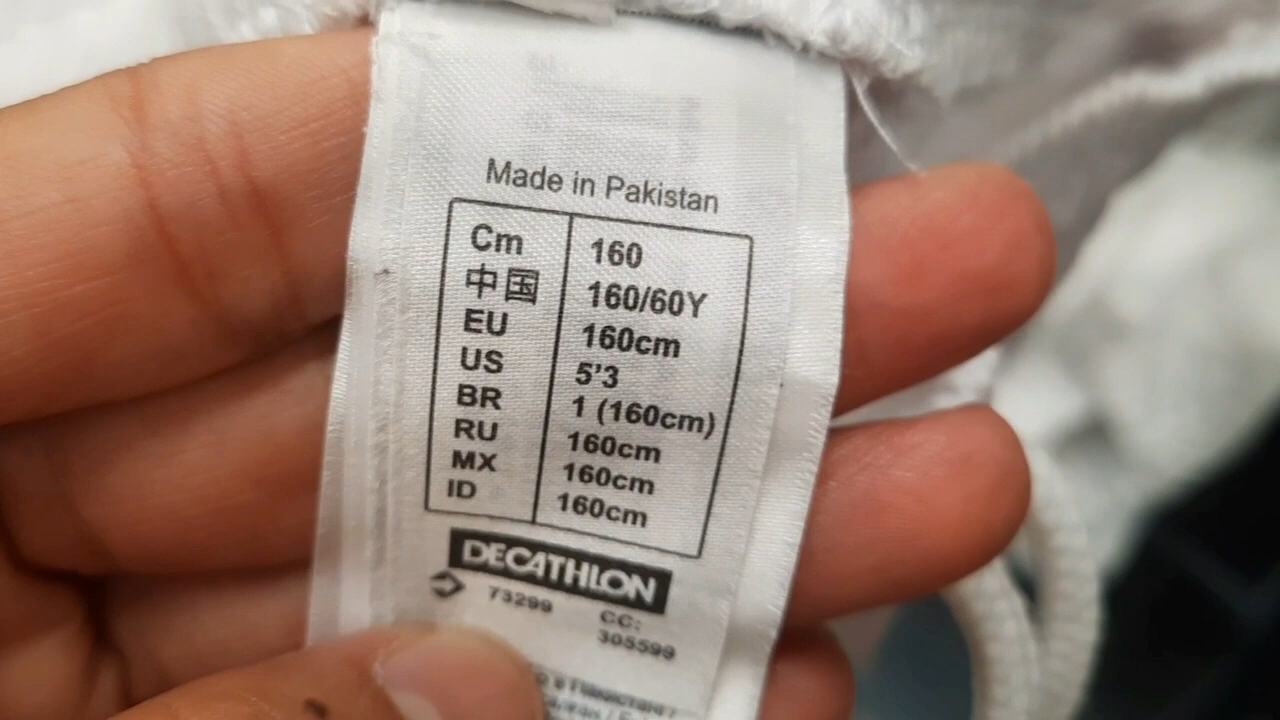 Made in Pakistan
Cm 160
中国 160/60Y
EU 160cm
US 5'3
BR 1 (160cm)
RU 160cm
MX 160cm
ID 160cm
DECATHLON
73299 CC:
305599